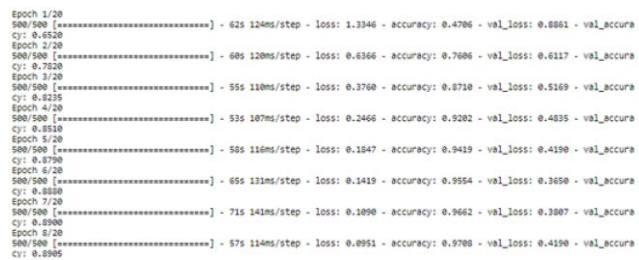 Epoch 1/20
500/500 [==============================] - 62s 124ms/step - loss: 1.3346 - accuracy: 0.4706 - val_loss: 0.8861 - val_accura
cy: 0.6520
Epoch 2/20
500/500 [==============================] - 60s 120ms/step - loss: 0.6366 - accuracy: 0.7606 - val_loss: 0.6117 - val_accura
cy: 0.7820
Epoch 3/20
500/500 [==============================] - 55s 110ms/step - loss: 0.3760 - accuracy: 0.8710 - val_loss: 0.5169 - val_accura
cy: 0.8235
Epoch 4/20
500/500 [==============================] - 53s 107ms/step - loss: 0.2466 - accuracy: 0.9202 - val_loss: 0.4835 - val_accura
cy: 0.8510
Epoch 5/20
500/500 [==============================] - 58s 116ms/step - loss: 0.1847 - accuracy: 0.9419 - val_loss: 0.4190 - val_accura
cy: 0.8790
Epoch 6/20
500/500 [==============================] - 65s 131ms/step - loss: 0.1419 - accuracy: 0.9554 - val_loss: 0.3650 - val_accura
cy: 0.8880
Epoch 7/20
500/500 [==============================] - 71s 141ms/step - loss: 0.1090 - accuracy: 0.9662 - val_loss: 0.3807 - val_accura
cy: 0.8900
Epoch 8/20
500/500 [==============================] - 57s 114ms/step - loss: 0.0951 - accuracy: 0.9708 - val_loss: 0.4190 - val_accura
cy: 0.8905